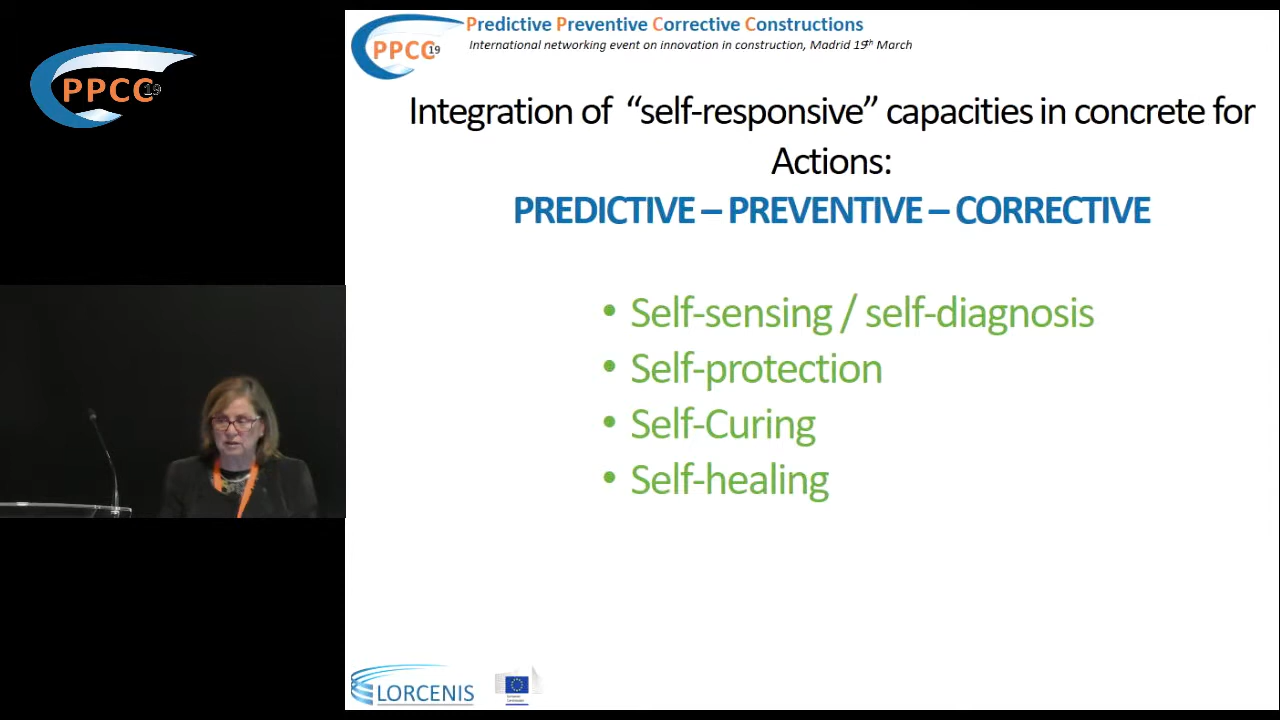 PPCC19
PPCC19
Predictive Preventive Corrective Constructions
International networking event on innovation in construction, Madrid 19th March
Integration of “self-responsive” capacities in concrete for
Actions:
PREDICTIVE – PREVENTIVE – CORRECTIVE
• Self-sensing / self-diagnosis
• Self-protection
• Self-Curing
• Self-healing
LORCENIS